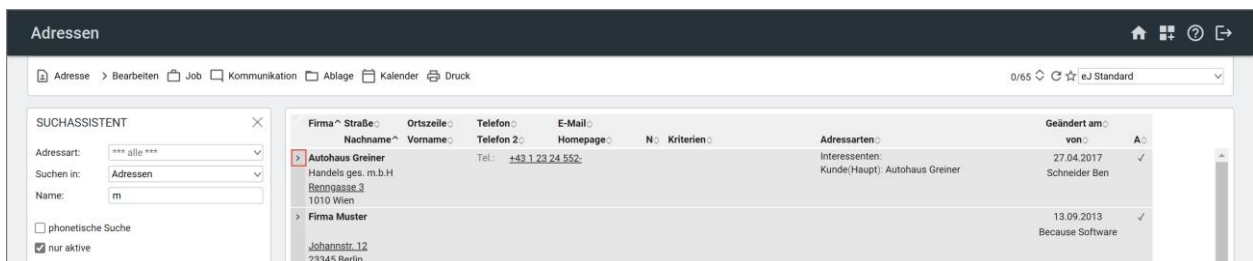 Adressen
Adresse > Bearbeiten Job Kommunikation Ablage Kalender Druck 0/65 eJ Standard
SUCHASSISTENT
Adressart: *** alle ***
Suchen in: Adressen
Name: m
phonetische Suche
nur aktive
Firma^ Straße Ortszeile Telefon E-Mail Geändert am
Nachname^ Vorname Telefon 2 Homepage N Kriterien Adressarten von A
> Autohaus Greiner Tel.: +43 1 23 24 552- Interessenten: 27.04.2017 ✓
Handels ges. m.b.H Kunde(Haupt): Autohaus Greiner Schneider Ben
Renngasse 3
1010 Wien
> Firma Muster 13.09.2013 ✓
Because Software
Johannstr. 12
23345 Berlin